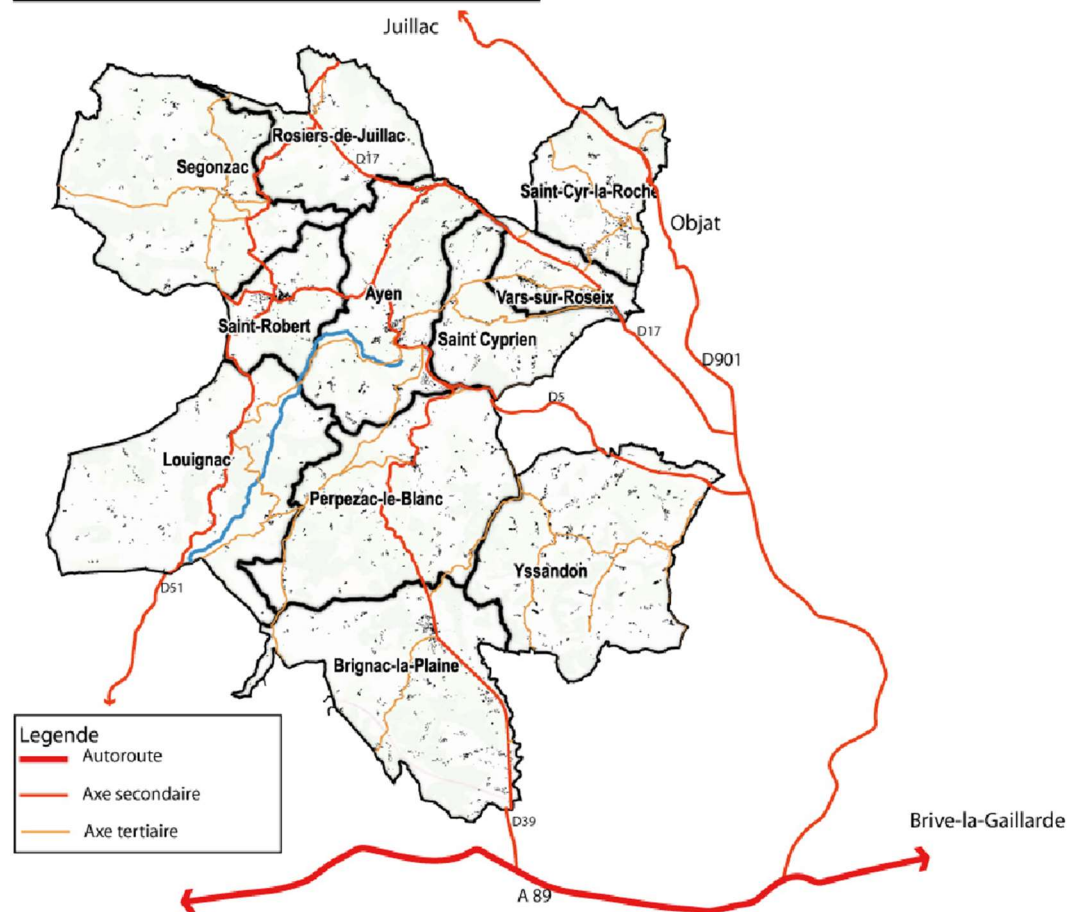 Juillac
Rosiers-de-Juillac
D17
Segonzac
Saint-Cyr-la-Roche
Objat
Ayen
Vars-sur-Roseix
Saint-Robert
Saint Cyprien
D17
D901
D5
Louignac
Perpezac-le-Blanc
Yssandon
D51
Brignac-la-Plaine
Legende
Autoroute
Axe secondaire
Axe tertiaire
D39
Brive-la-Gaillarde
A 89